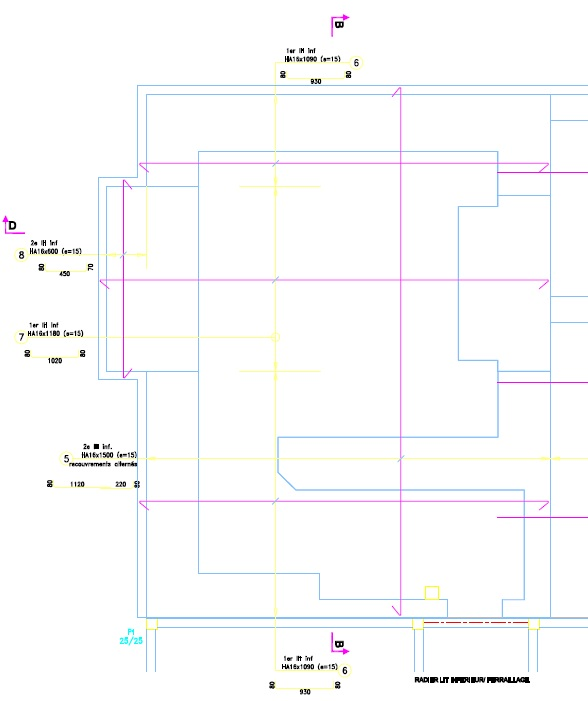 B
1er lit inf
HA16x1090 (e=15) 6
80 80
930
D
2e lit inf
8 HA16x600 (e=15)
80 70
450
1er lit inf
7 HA16x1180 (e=15)
80 80
1020
2e inf.
5 HA16x1500 (e=15)
recouvrements alternés
80 1120 220
P1
25/25
B
1er lit inf
HA16x1090 (e=15) 6
80 80
930
RADIER LIT INFERIEUR/ FERRAILLAGE